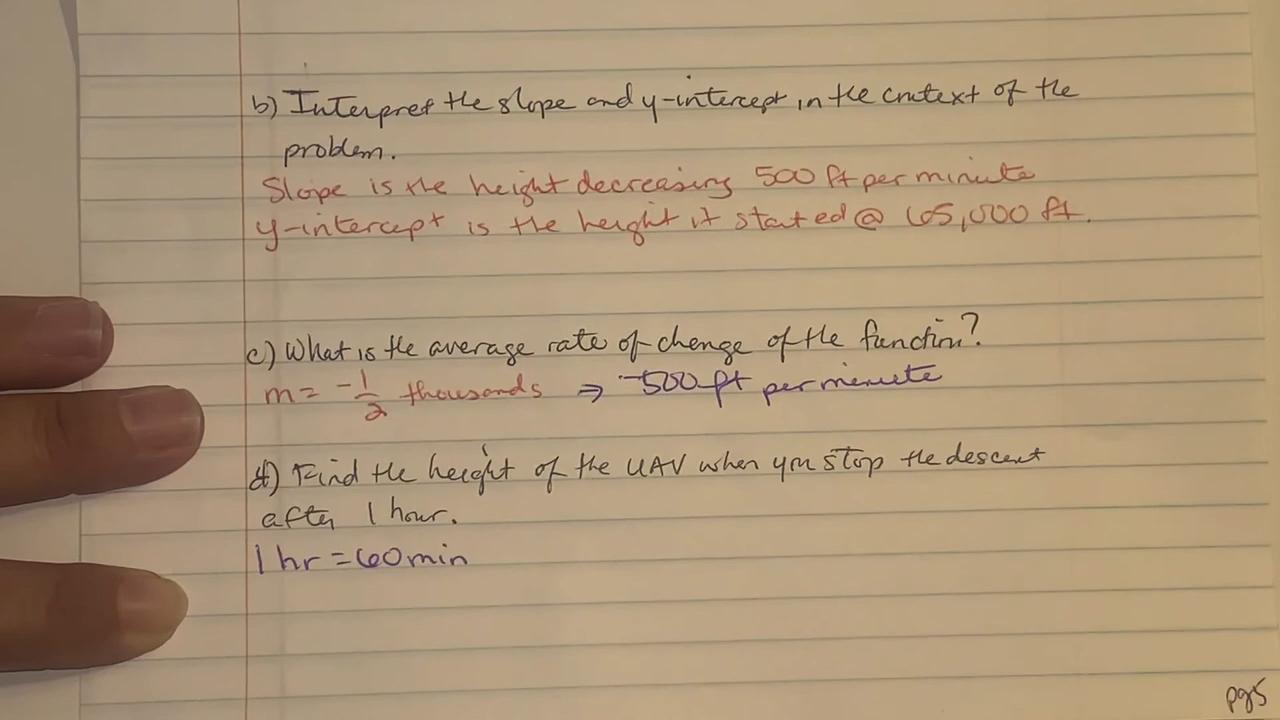 b) Interpret the slope and y-intercept in the context of the
problem.
Slope is the height decreasing 500 ft per minute
y-intercept is the height it started @ 65,000 ft.
c) What is the average rate of change of the function?
m = -1/2 thousands ⇒ -500 ft per minute
d) Find the height of the UAV when you stop the descent
after 1 hour.
1 hr = 60 min
pg5